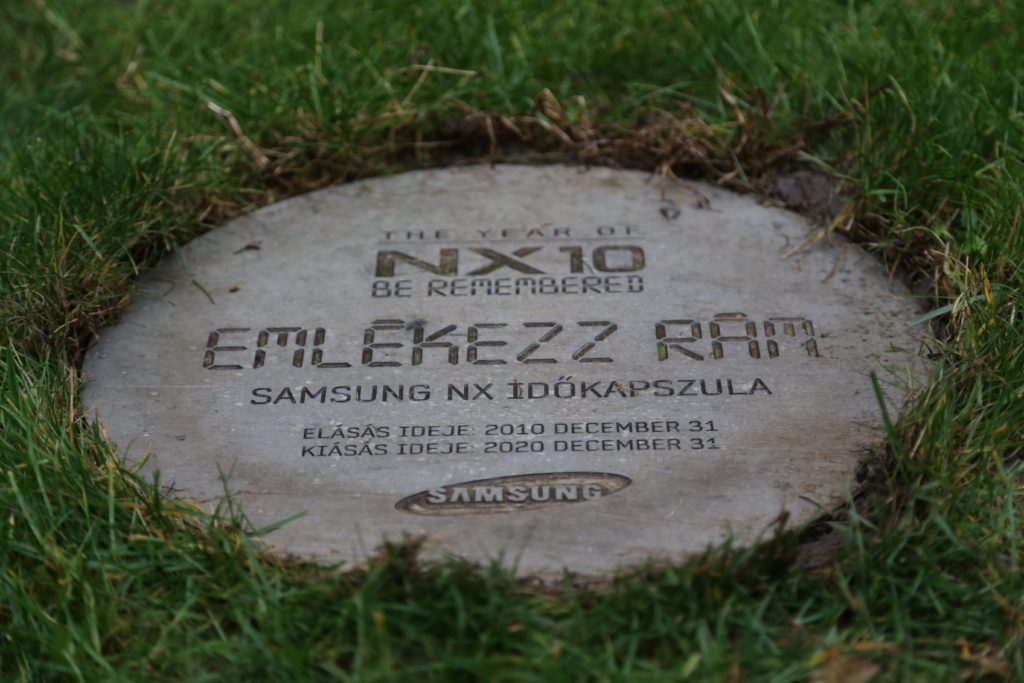 THE YEAR OF
NX10
BE REMEMBERED
EMLÉKEZZ RÁM
SAMSUNG NX IDŐKAPSZULA
ELÁSÁS IDEJE: 2010 DECEMBER 31
KIÁSÁS IDEJE: 2020 DECEMBER 31
SAMSUNG